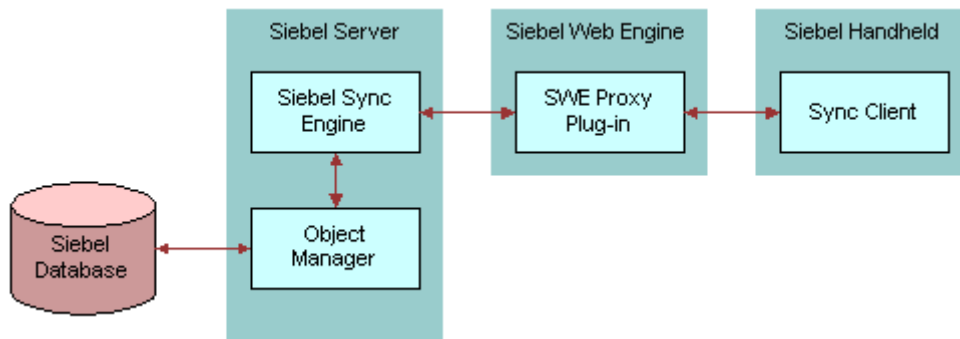 Siebel Server
Siebel Web Engine
Siebel Handheld
Siebel Sync
Engine
SWE Proxy
Plug-in
Sync Client
Object
Manager
Siebel
Database